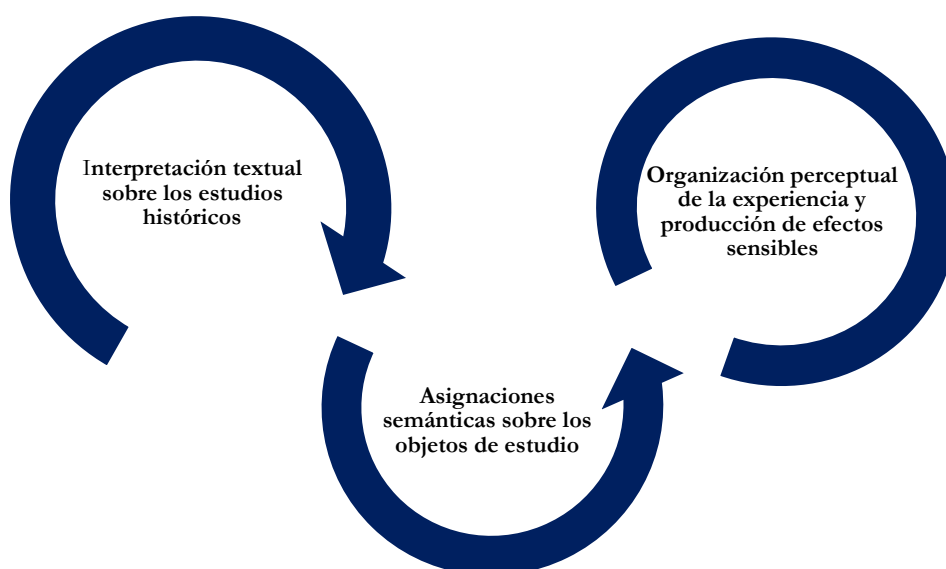 Interpretación textual
sobre los estudios
históricos
Asignaciones
semánticas sobre los
objetos de estudio
Organización perceptual
de la experiencia y
producción de efectos
sensibles